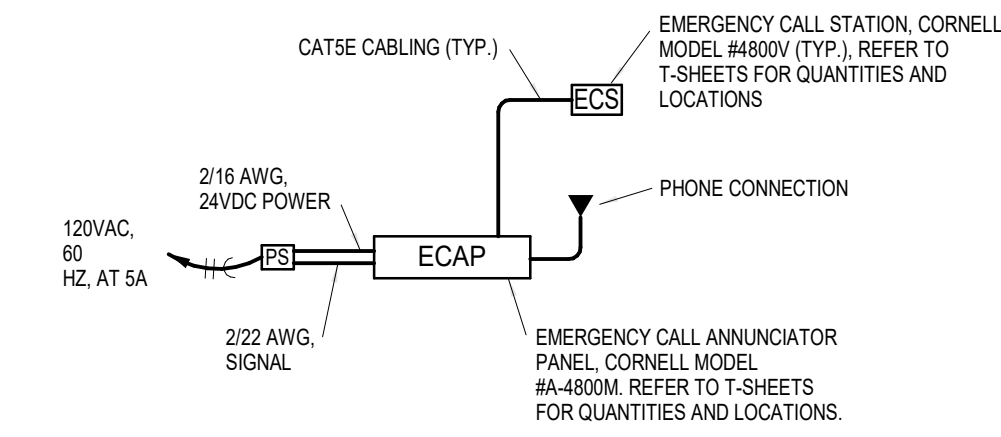 EMERGENCY CALL STATION, CORNELL
MODEL #4800V (TYP.), REFER TO
T-SHEETS FOR QUANTITIES AND
LOCATIONS
CAT5E CABLING (TYP.)
ECS
2/16 AWG,
24VDC POWER
PHONE CONNECTION
120VAC,
60
HZ, AT 5A
PS
ECAP
2/22 AWG,
SIGNAL
EMERGENCY CALL ANNUNCIATOR
PANEL, CORNELL MODEL
#A-4800M. REFER TO T-SHEETS
FOR QUANTITIES AND LOCATIONS.